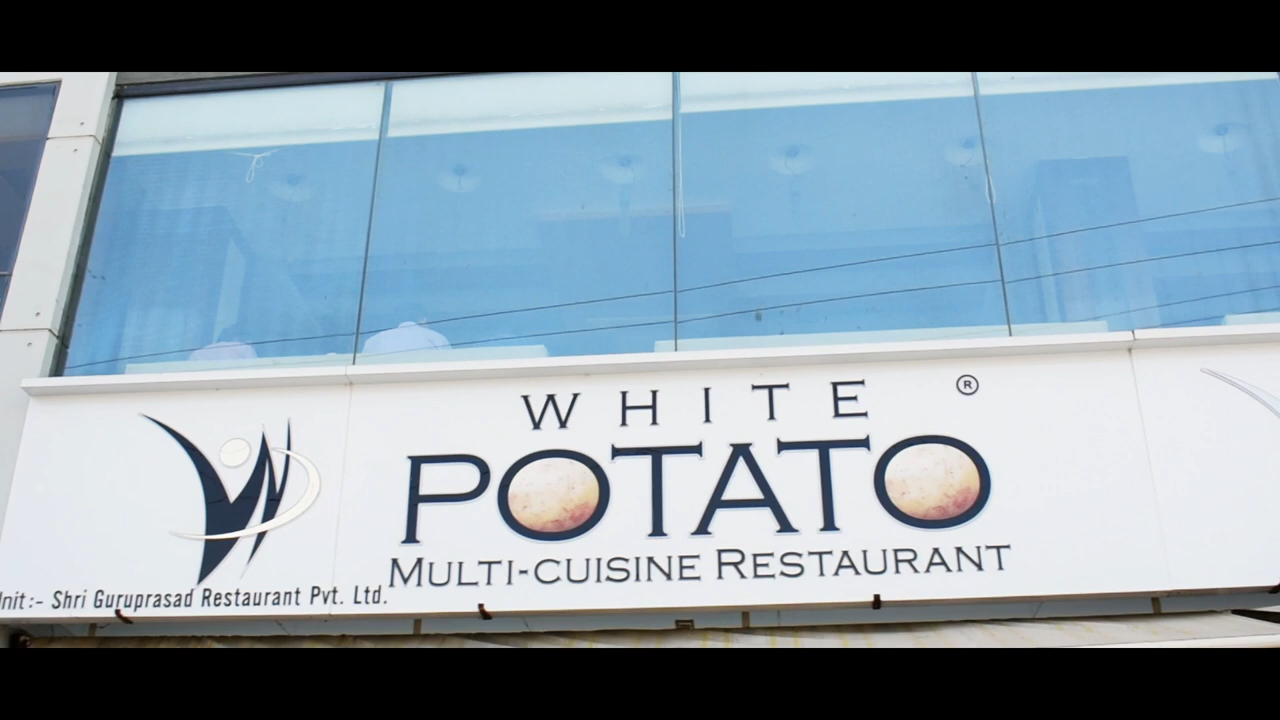 WHITE ®
POTATO
MULTI-CUISINE RESTAURANT
nit:- Shri Guruprasad Restaurant Pvt. Ltd.